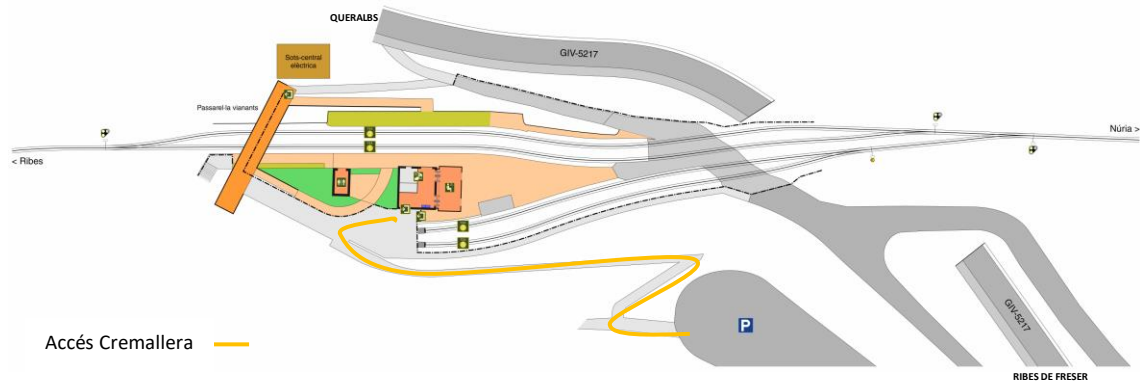 QUERALBS
GIV-5217
Sots-central
elèctrica
Passarel·la vianants
Núria >
< Ribes
P
GIV-5217
Accés Cremallera
RIBES DE FRESER